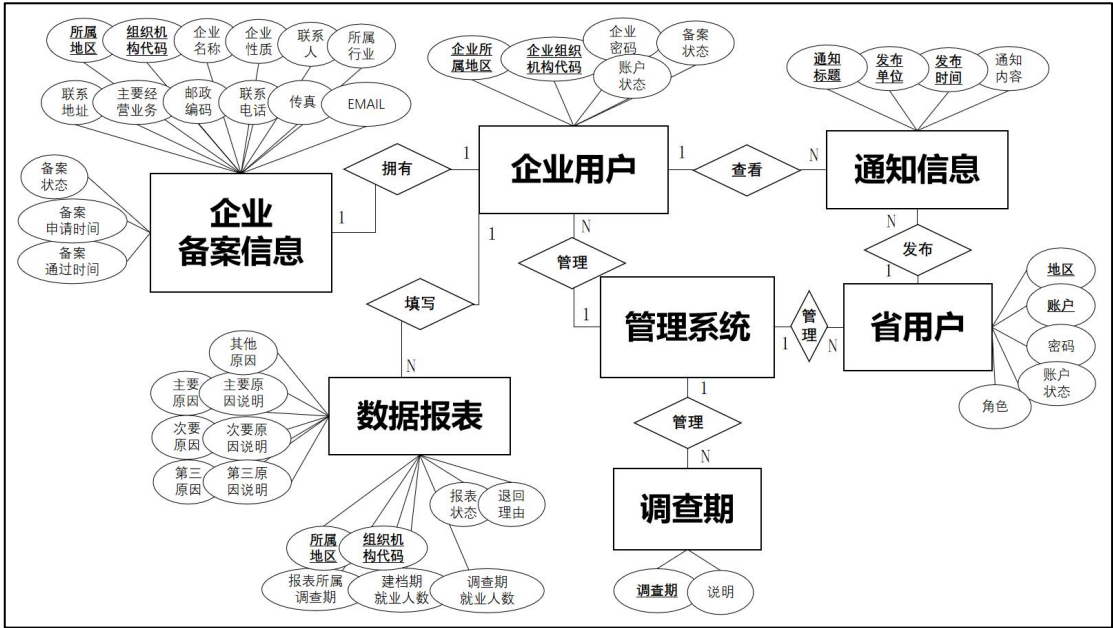 所属
地区
组织机
构代码
企业
名称
企业
性质
联系
人
所属
行业
联系
地址
主要经
营业务
邮政
编码
联系
电话
传真
EMAIL
备案
状态
备案
申请时间
备案
通过时间
企业
备案信息
1
拥有
1
企业所
属地区
企业组织
机构代码
企业
密码
账户
状态
备案
状态
企业用户
1
查看
N
通知
标题
发布
单位
发布
时间
通知
内容
通知信息
N
发布
1
1
填写
N
N
管理
1
管理系统
1
管理
N
省用户
地区
账户
密码
账户
状态
角色
1
管理
N
调查期
调查期
说明
数据报表
其他
原因
主要
原因
主要原
因说明
次要
原因
次要原
因说明
第三
原因
第三原
因说明
报表
状态
退回
理由
所属
地区
组织机
构代码
报表所属
调查期
建档期
就业人数
调查期
就业人数